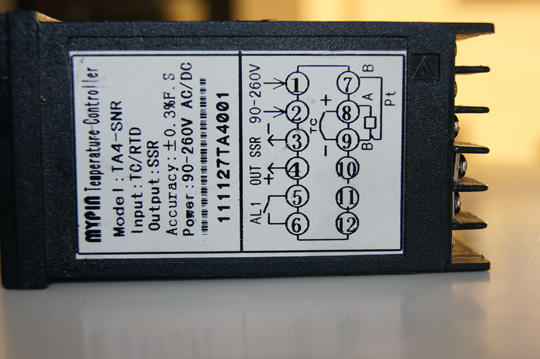 MYPIN Temperature Controller
Model:TA4-SNR
Input:TC/RTD
Output:SSR
Accuracy:±0.3%F.S
Power:90-260V AC/DC
111127TA4001
AL1 OUT SSR 90-260V
+ -
1
2
3
4
5
6
TC
+
-
7
8
9
10
11
12
B
A
B
Pt